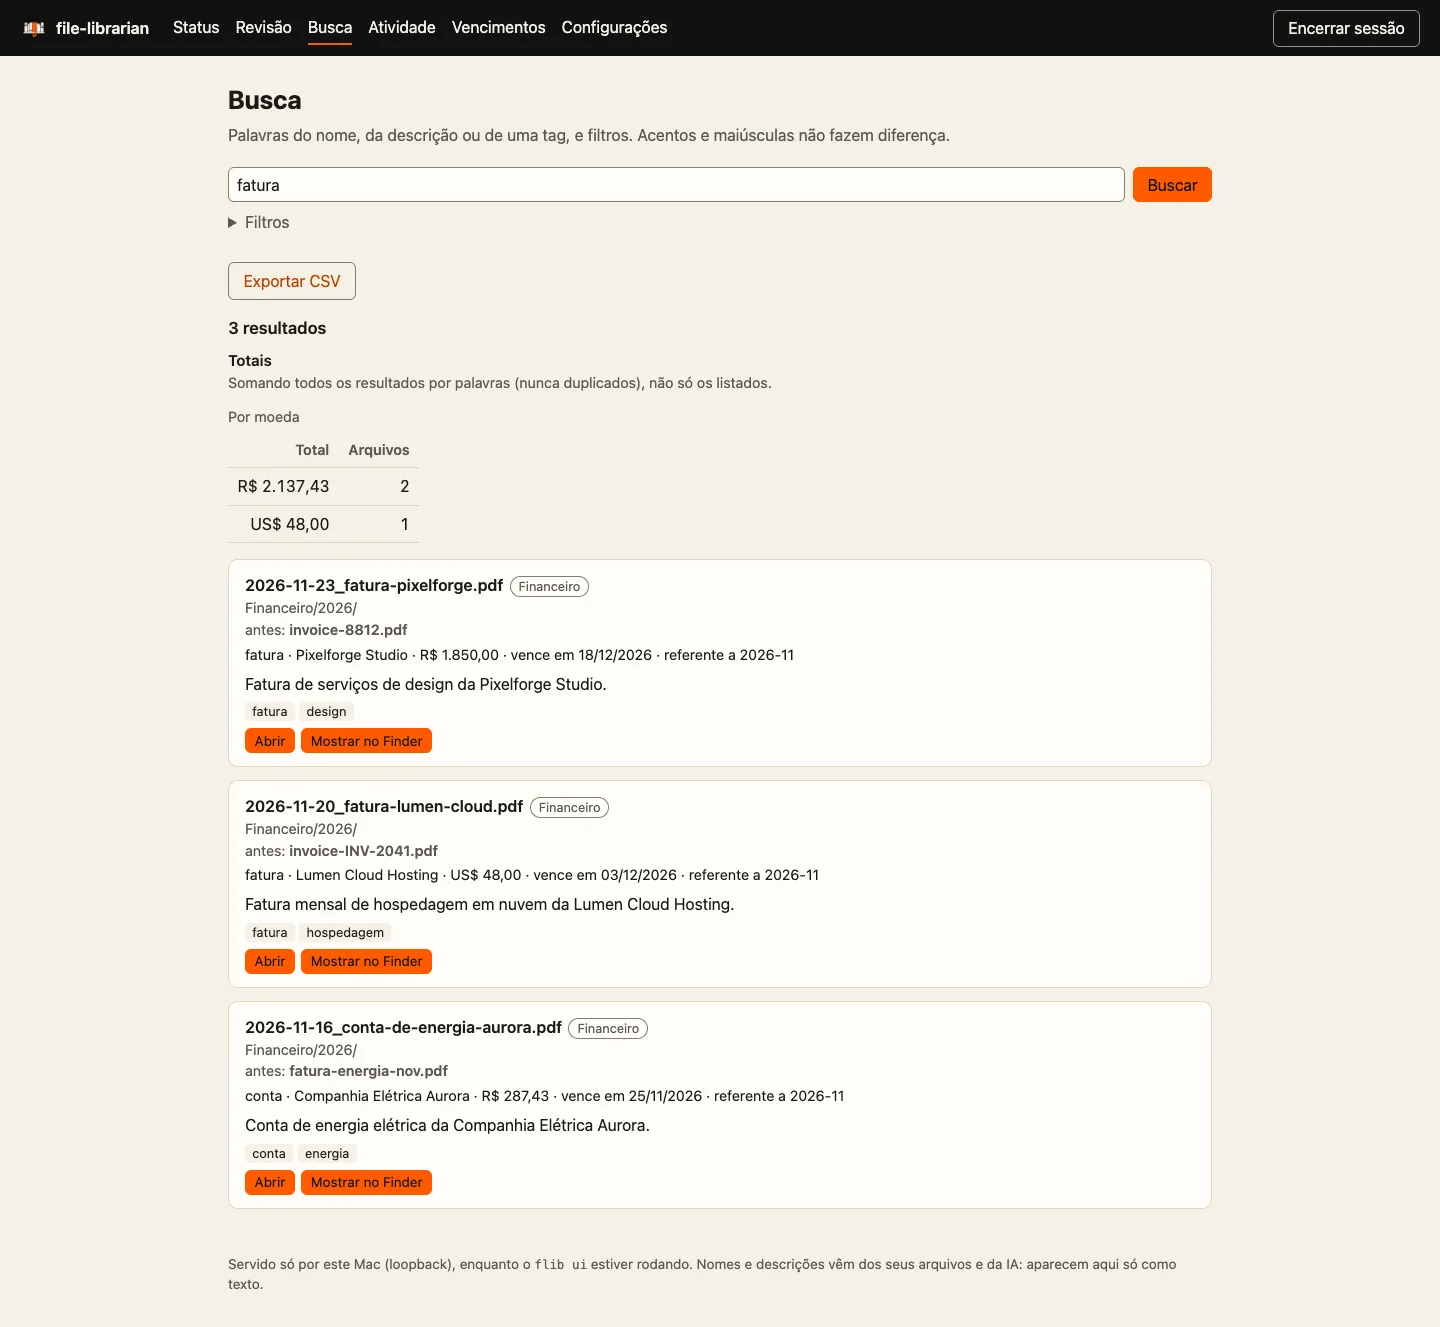 file-librarian Status Revisão Busca Atividade Vencimentos Configurações Encerrar sessão
Busca
Palavras do nome, da descrição ou de uma tag, e filtros. Acentos e maiúsculas não fazem diferença.
fatura Buscar
Filtros
Exportar CSV
3 resultados
Totais
Somando todos os resultados por palavras (nunca duplicados), não só os listados.
Por moeda
Total Arquivos
R$ 2.137,43 2
US$ 48,00 1
2026-11-23_fatura-pixelforge.pdf Financeiro
Financeiro/2026/
antes: invoice-8812.pdf
fatura · Pixelforge Studio · R$ 1.850,00 · vence em 18/12/2026 · referente a 2026-11
Fatura de serviços de design da Pixelforge Studio.
fatura design
Abrir Mostrar no Finder
2026-11-20_fatura-lumen-cloud.pdf Financeiro
Financeiro/2026/
antes: invoice-INV-2041.pdf
fatura · Lumen Cloud Hosting · US$ 48,00 · vence em 03/12/2026 · referente a 2026-11
Fatura mensal de hospedagem em nuvem da Lumen Cloud Hosting.
fatura hospedagem
Abrir Mostrar no Finder
2026-11-16_conta-de-energia-aurora.pdf Financeiro
Financeiro/2026/
antes: fatura-energia-nov.pdf
conta · Companhia Elétrica Aurora · R$ 287,43 · vence em 25/11/2026 · referente a 2026-11
Conta de energia elétrica da Companhia Elétrica Aurora.
conta energia
Abrir Mostrar no Finder
Servido só por este Mac (loopback), enquanto o flib ui estiver rodando. Nomes e descrições vêm dos seus arquivos e da IA: aparecem aqui só como
texto.